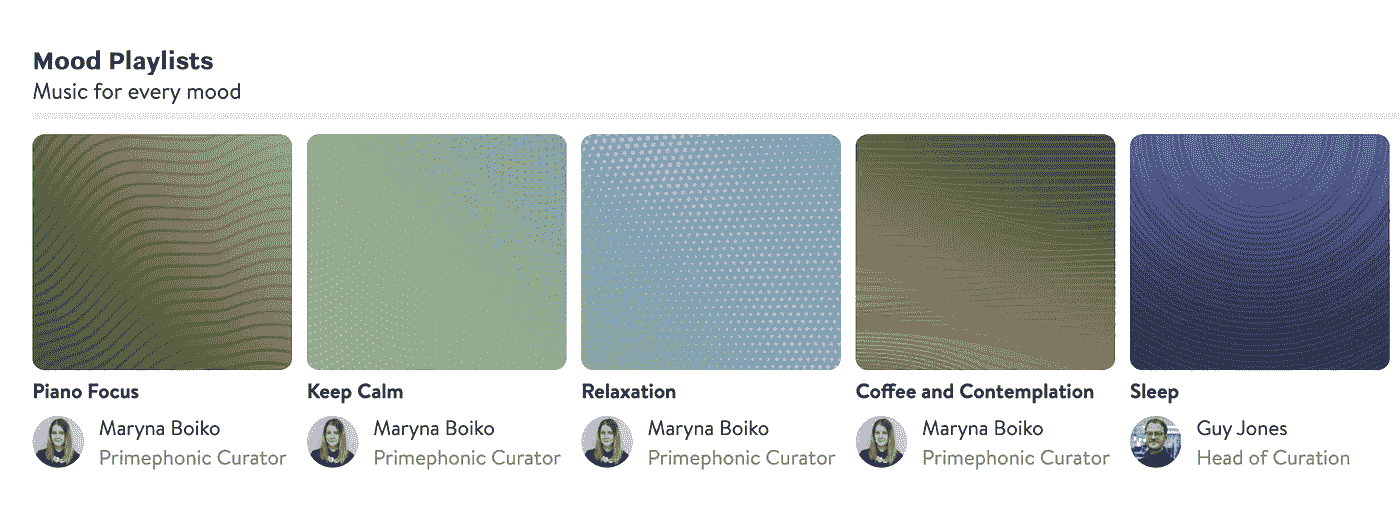 Mood Playlists
Music for every mood
Piano Focus
Maryna Boiko
Primephonic Curator
Keep Calm
Maryna Boiko
Primephonic Curator
Relaxation
Maryna Boiko
Primephonic Curator
Coffee and Contemplation
Maryna Boiko
Primephonic Curator
Sleep
Guy Jones
Head of Curation